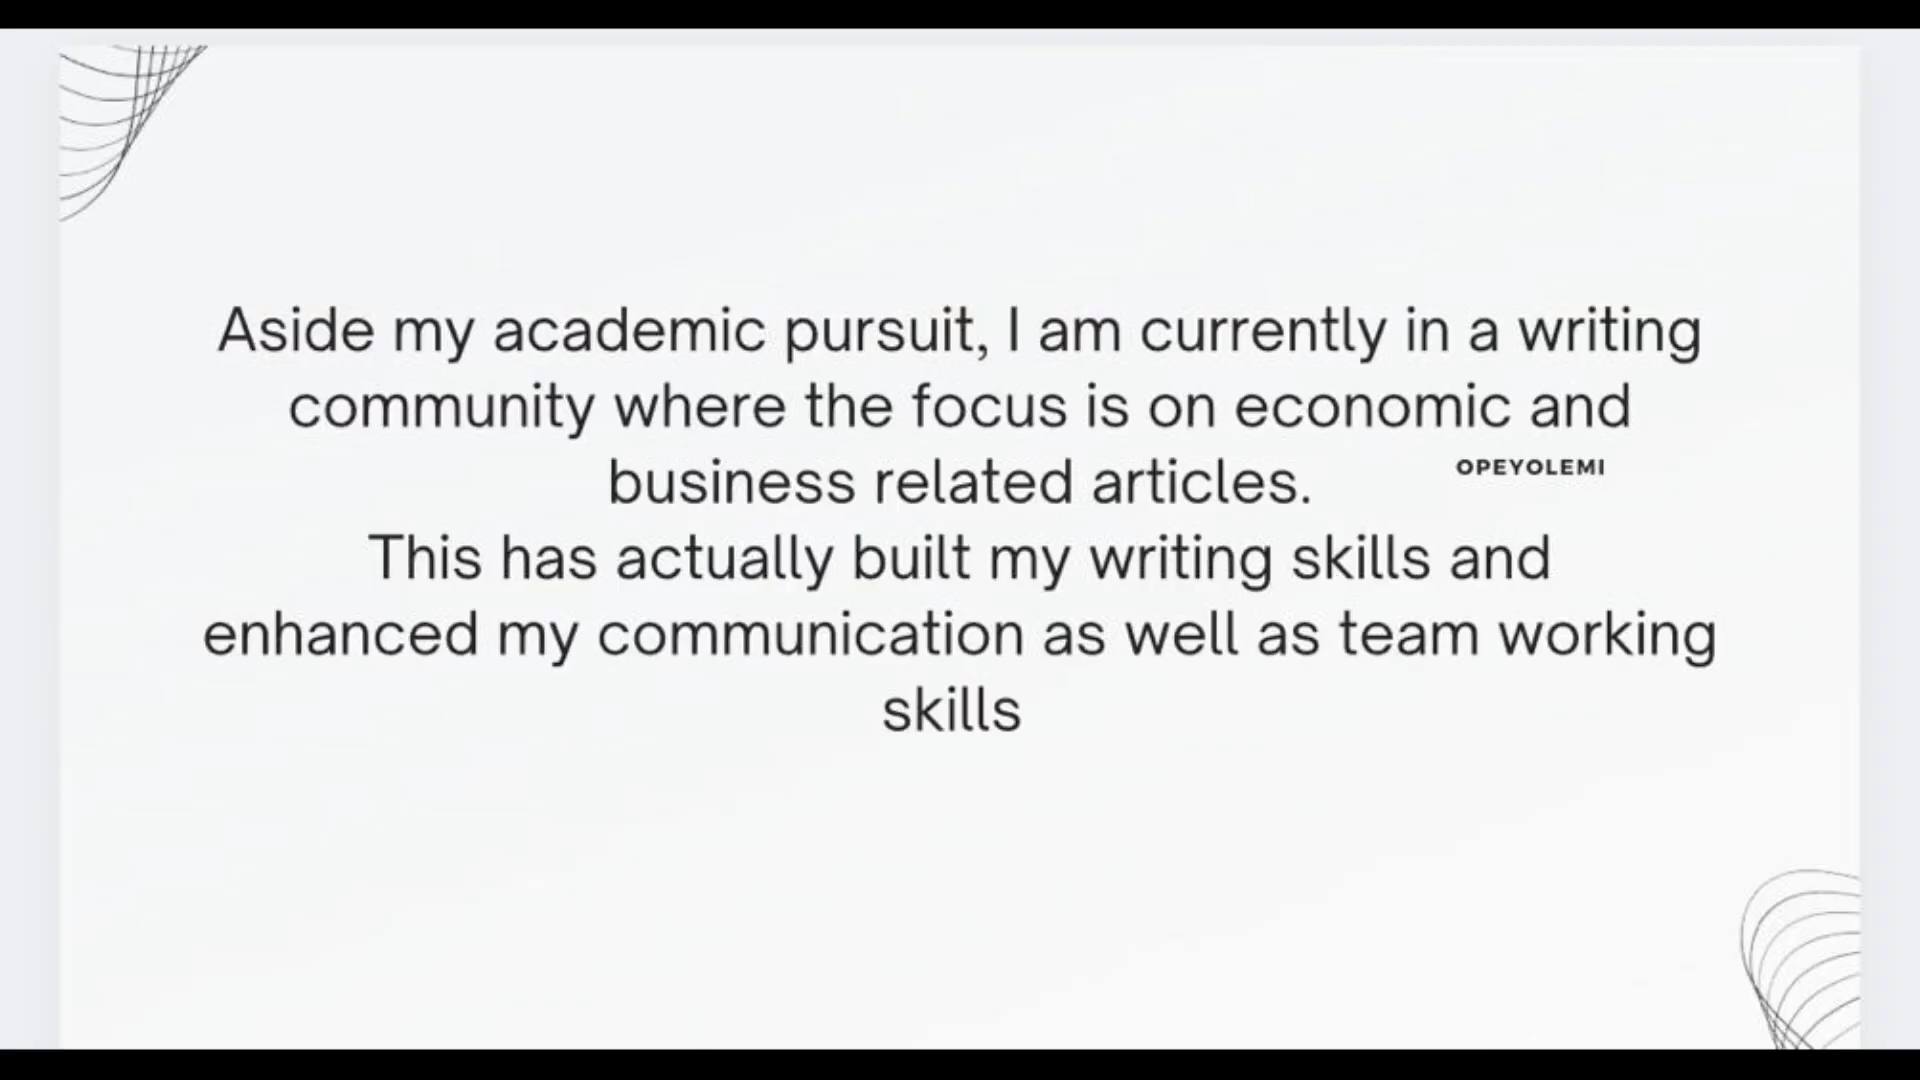 Aside my academic pursuit, I am currently in a writing
community where the focus is on economic and
business related articles.
OPEYOLEMI
This has actually built my writing skills and
enhanced my communication as well as team working
skills